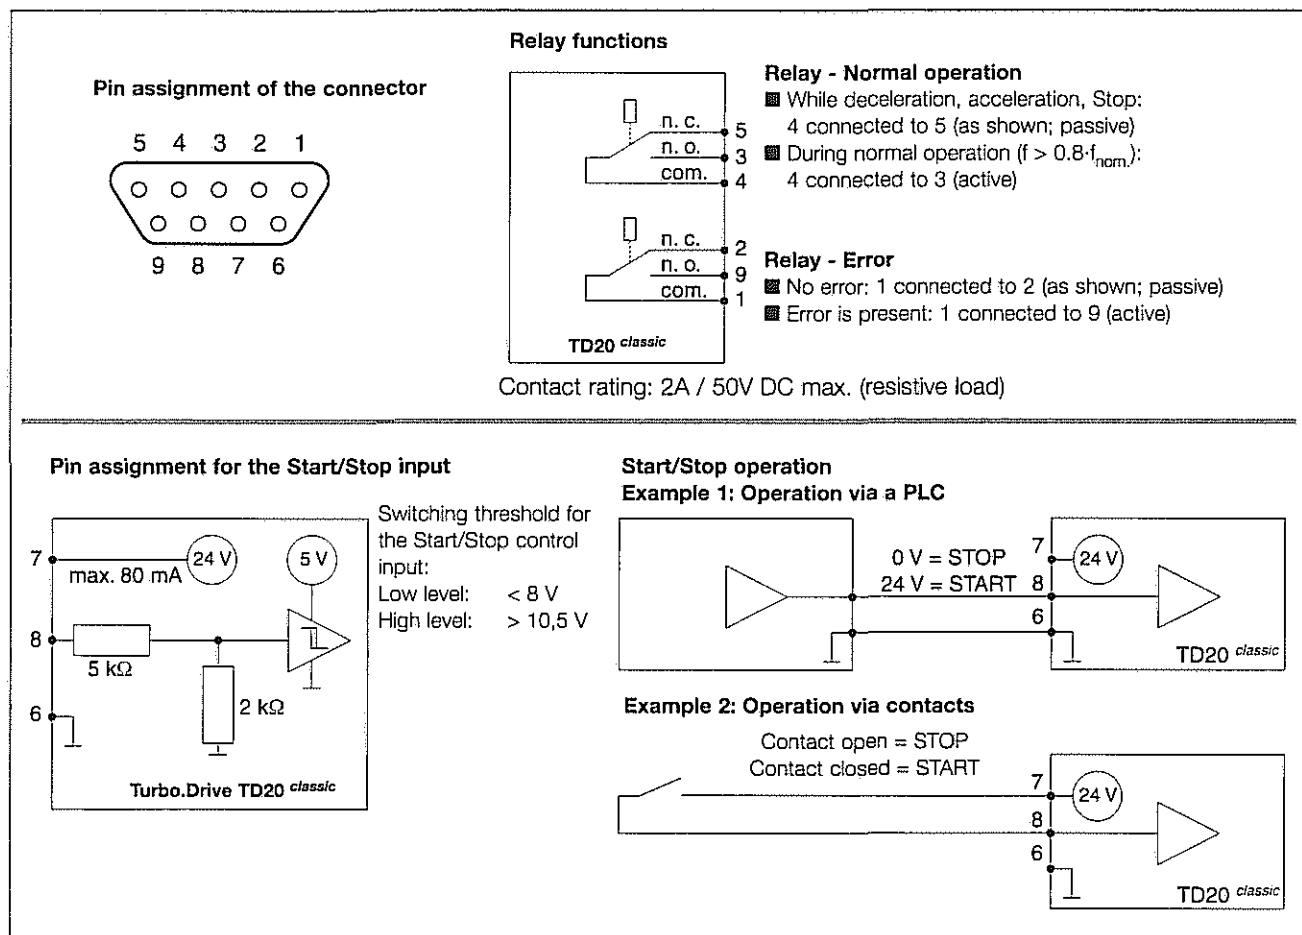 Pin assignment of the connector
5 4 3 2 1
9 8 7 6
Relay functions
n. c. 5
n. o. 3
com. 4
n. c. 2
n. o. 9
com. 1
TD20 classic
Relay - Normal operation
■ While deceleration, acceleration, Stop:
4 connected to 5 (as shown; passive)
■ During normal operation (f > 0.8·fnom.):
4 connected to 3 (active)
Relay - Error
■ No error: 1 connected to 2 (as shown; passive)
■ Error is present: 1 connected to 9 (active)
Contact rating: 2A / 50V DC max. (resistive load)
Pin assignment for the Start/Stop input
7
max. 80 mA
24 V
5 V
8
5 kΩ
2 kΩ
6
Turbo.Drive TD20 classic
Switching threshold for
the Start/Stop control
input:
Low level: < 8 V
High level: > 10,5 V
Start/Stop operation
Example 1: Operation via a PLC
0 V = STOP
24 V = START
7
24 V
8
6
TD20 classic
Example 2: Operation via contacts
Contact open = STOP
Contact closed = START
7
24 V
8
6
TD20 classic